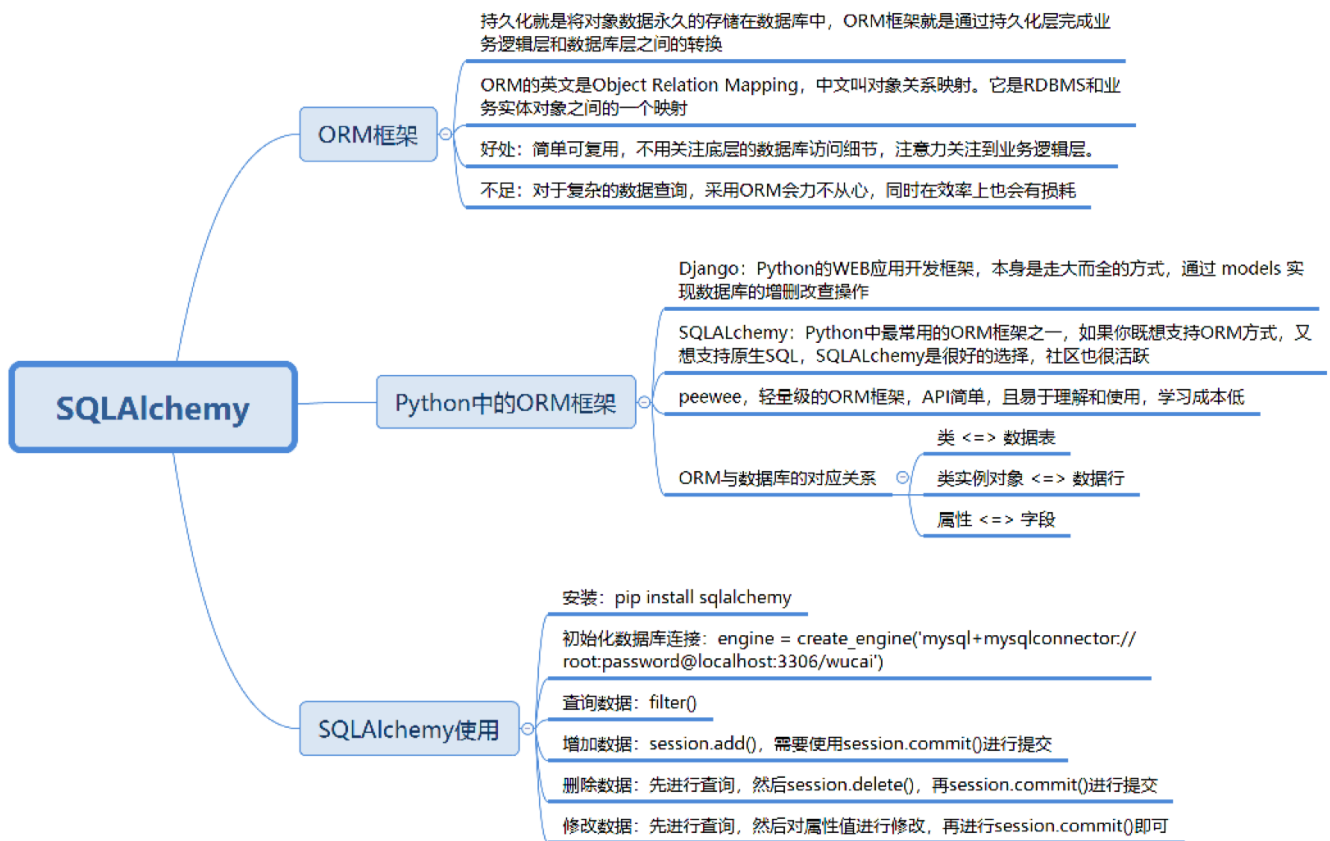 SQLAlchemy
ORM框架
持久化就是将对象数据永久的存储在数据库中，ORM框架就是通过持久化层完成业
务逻辑层和数据库层之间的转换
ORM的英文是Object Relation Mapping，中文叫对象关系映射。它是RDBMS和业
务实体对象之间的一个映射
好处：简单可复用，不用关注底层的数据库访问细节，注意力关注到业务逻辑层。
不足：对于复杂的数据查询，采用ORM会力不从心，同时在效率上也会有损耗
Python中的ORM框架
Django：Python的WEB应用开发框架，本身是走大而全的方式，通过 models 实
现数据库的增删改查操作
SQLALchemy：Python中最常用的ORM框架之一，如果你既想支持ORM方式，又
想支持原生SQL，SQLALchemy是很好的选择，社区也很活跃
peewee，轻量级的ORM框架，API简单，且易于理解和使用，学习成本低
ORM与数据库的对应关系
类 <=> 数据表
类实例对象 <=> 数据行
属性 <=> 字段
SQLAlchemy使用
安装：pip install sqlalchemy
初始化数据库连接：engine = create_engine('mysql+mysqlconnector://
root:password@localhost:3306/wucai')
查询数据：filter()
增加数据：session.add()，需要使用session.commit()进行提交
删除数据：先进行查询，然后session.delete()，再session.commit()进行提交
修改数据：先进行查询，然后对属性值进行修改，再进行session.commit()即可